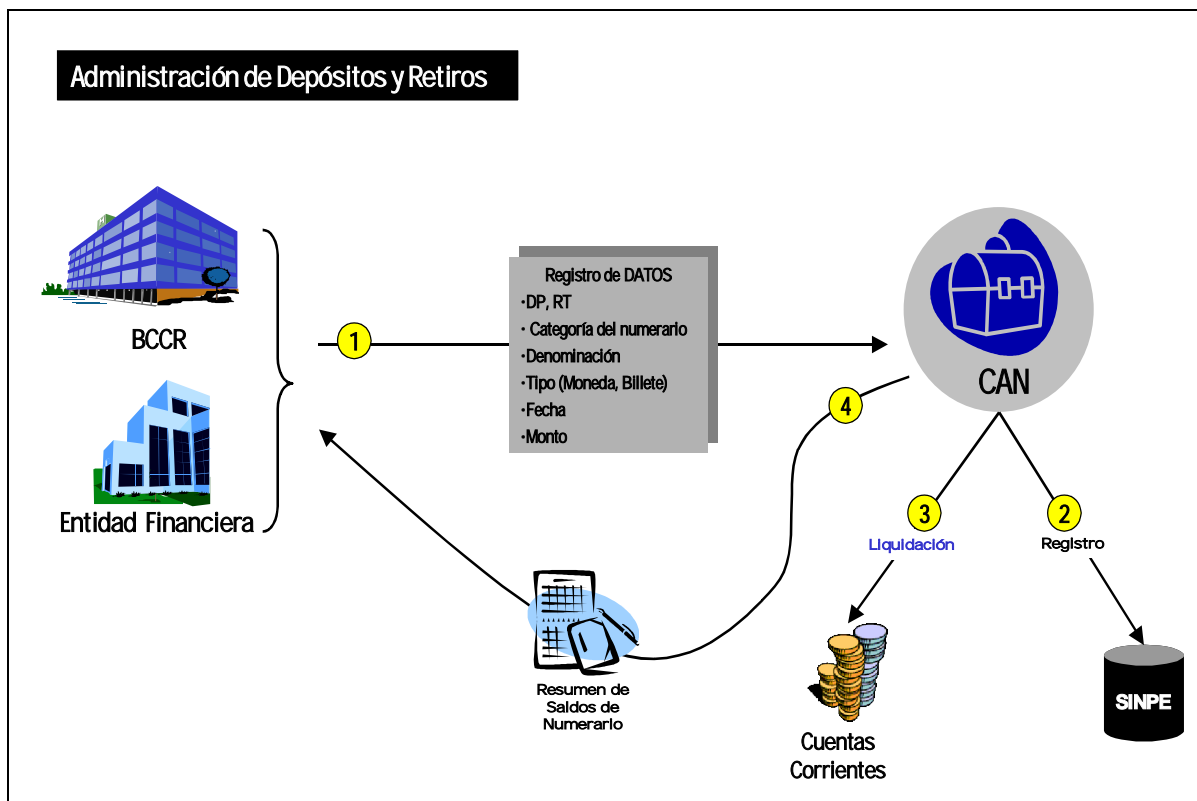 Administración de Depósitos y Retiros
BCCR
Entidad Financiera
1
Registro de DATOS
•DP, RT
• Categoría del numerario
•Denominación
•Tipo (Moneda, Billete)
•Fecha
•Monto
CAN
4
3
Liquidación
2
Registro
Resumen de
Saldos de
Numerario
Cuentas
Corrientes
SINPE